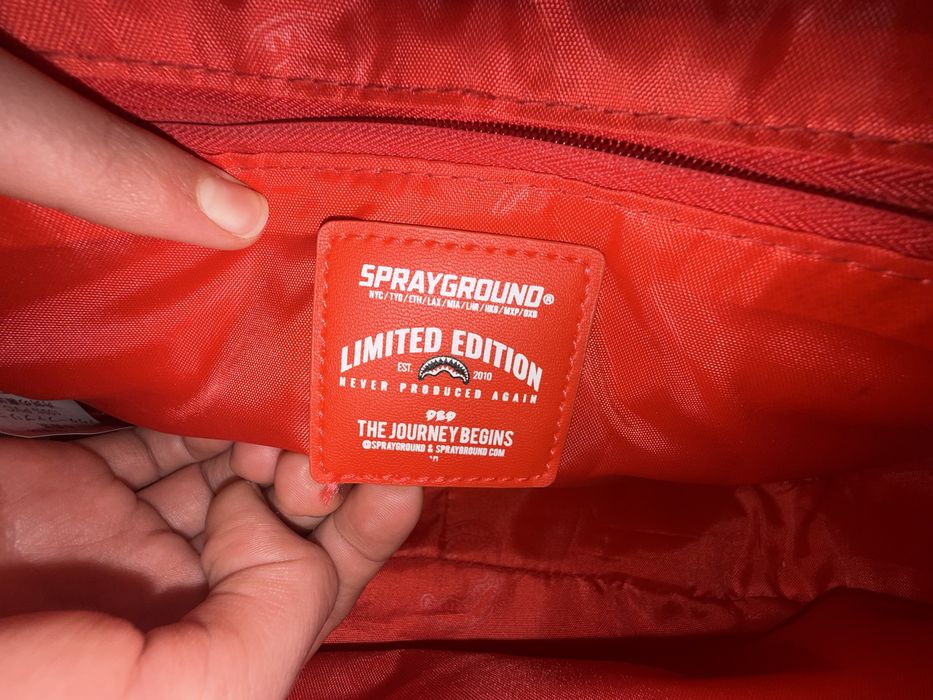 SPRAYGROUND®
NYC/TYO/ETH/LAX/MIA/LHR/HKG/MXP/DXB
LIMITED EDITION
EST. 2010
NEVER PRODUCED AGAIN
THE JOURNEY BEGINS
@SPRAYGROUND & SPRAYGROUND.COM